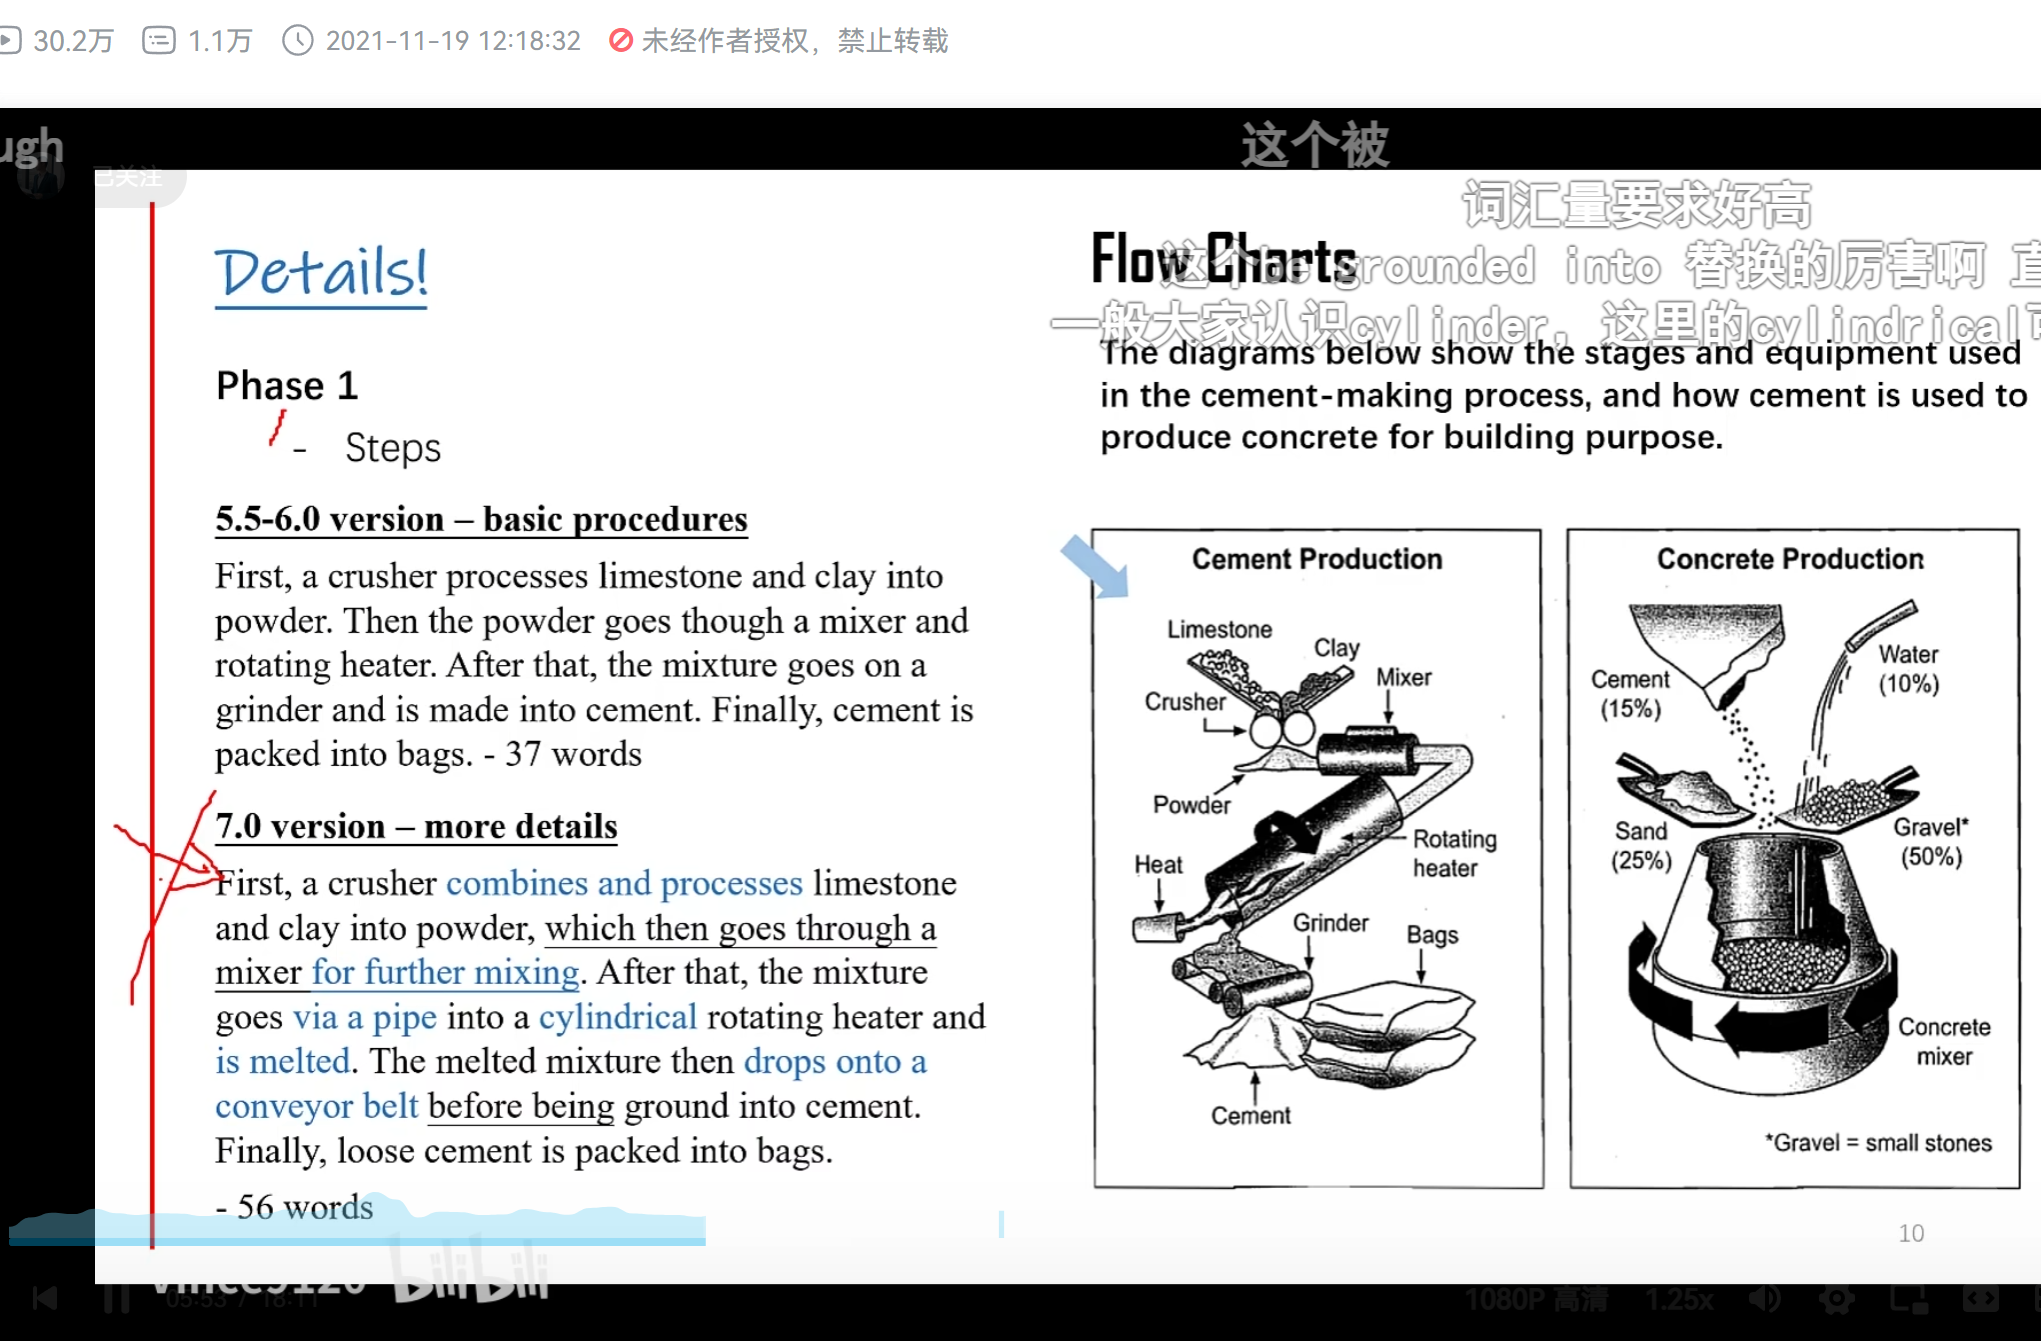 30.2万 1.1万 2021-11-19 12:18:32 未经作者授权，禁止转载
ugh
这个被
已关注
词汇量要求好高
这个be grounded into 替换的厉害啊 直
一般大家认识cylinder，这里的cylindrical可
Details!
Phase 1
- Steps
5.5-6.0 version – basic procedures
First, a crusher processes limestone and clay into
powder. Then the powder goes though a mixer and
rotating heater. After that, the mixture goes on a
grinder and is made into cement. Finally, cement is
packed into bags. - 37 words
7.0 version – more details
First, a crusher combines and processes limestone
and clay into powder, which then goes through a
mixer for further mixing. After that, the mixture
goes via a pipe into a cylindrical rotating heater and
is melted. The melted mixture then drops onto a
conveyor belt before being ground into cement.
Finally, loose cement is packed into bags.
- 56 words
Flow Charts
The diagrams below show the stages and equipment used
in the cement-making process, and how cement is used to
produce concrete for building purpose.
Cement Production
Limestone
Clay
Mixer
Crusher
Powder
Rotating
heater
Heat
Grinder
Bags
Cement
Concrete Production
Water
(10%)
Cement
(15%)
Sand
(25%)
Gravel*
(50%)
Concrete
mixer
*Gravel = small stones
10
bilibili
05:53 / 18:11
1080P 高清 1.25x